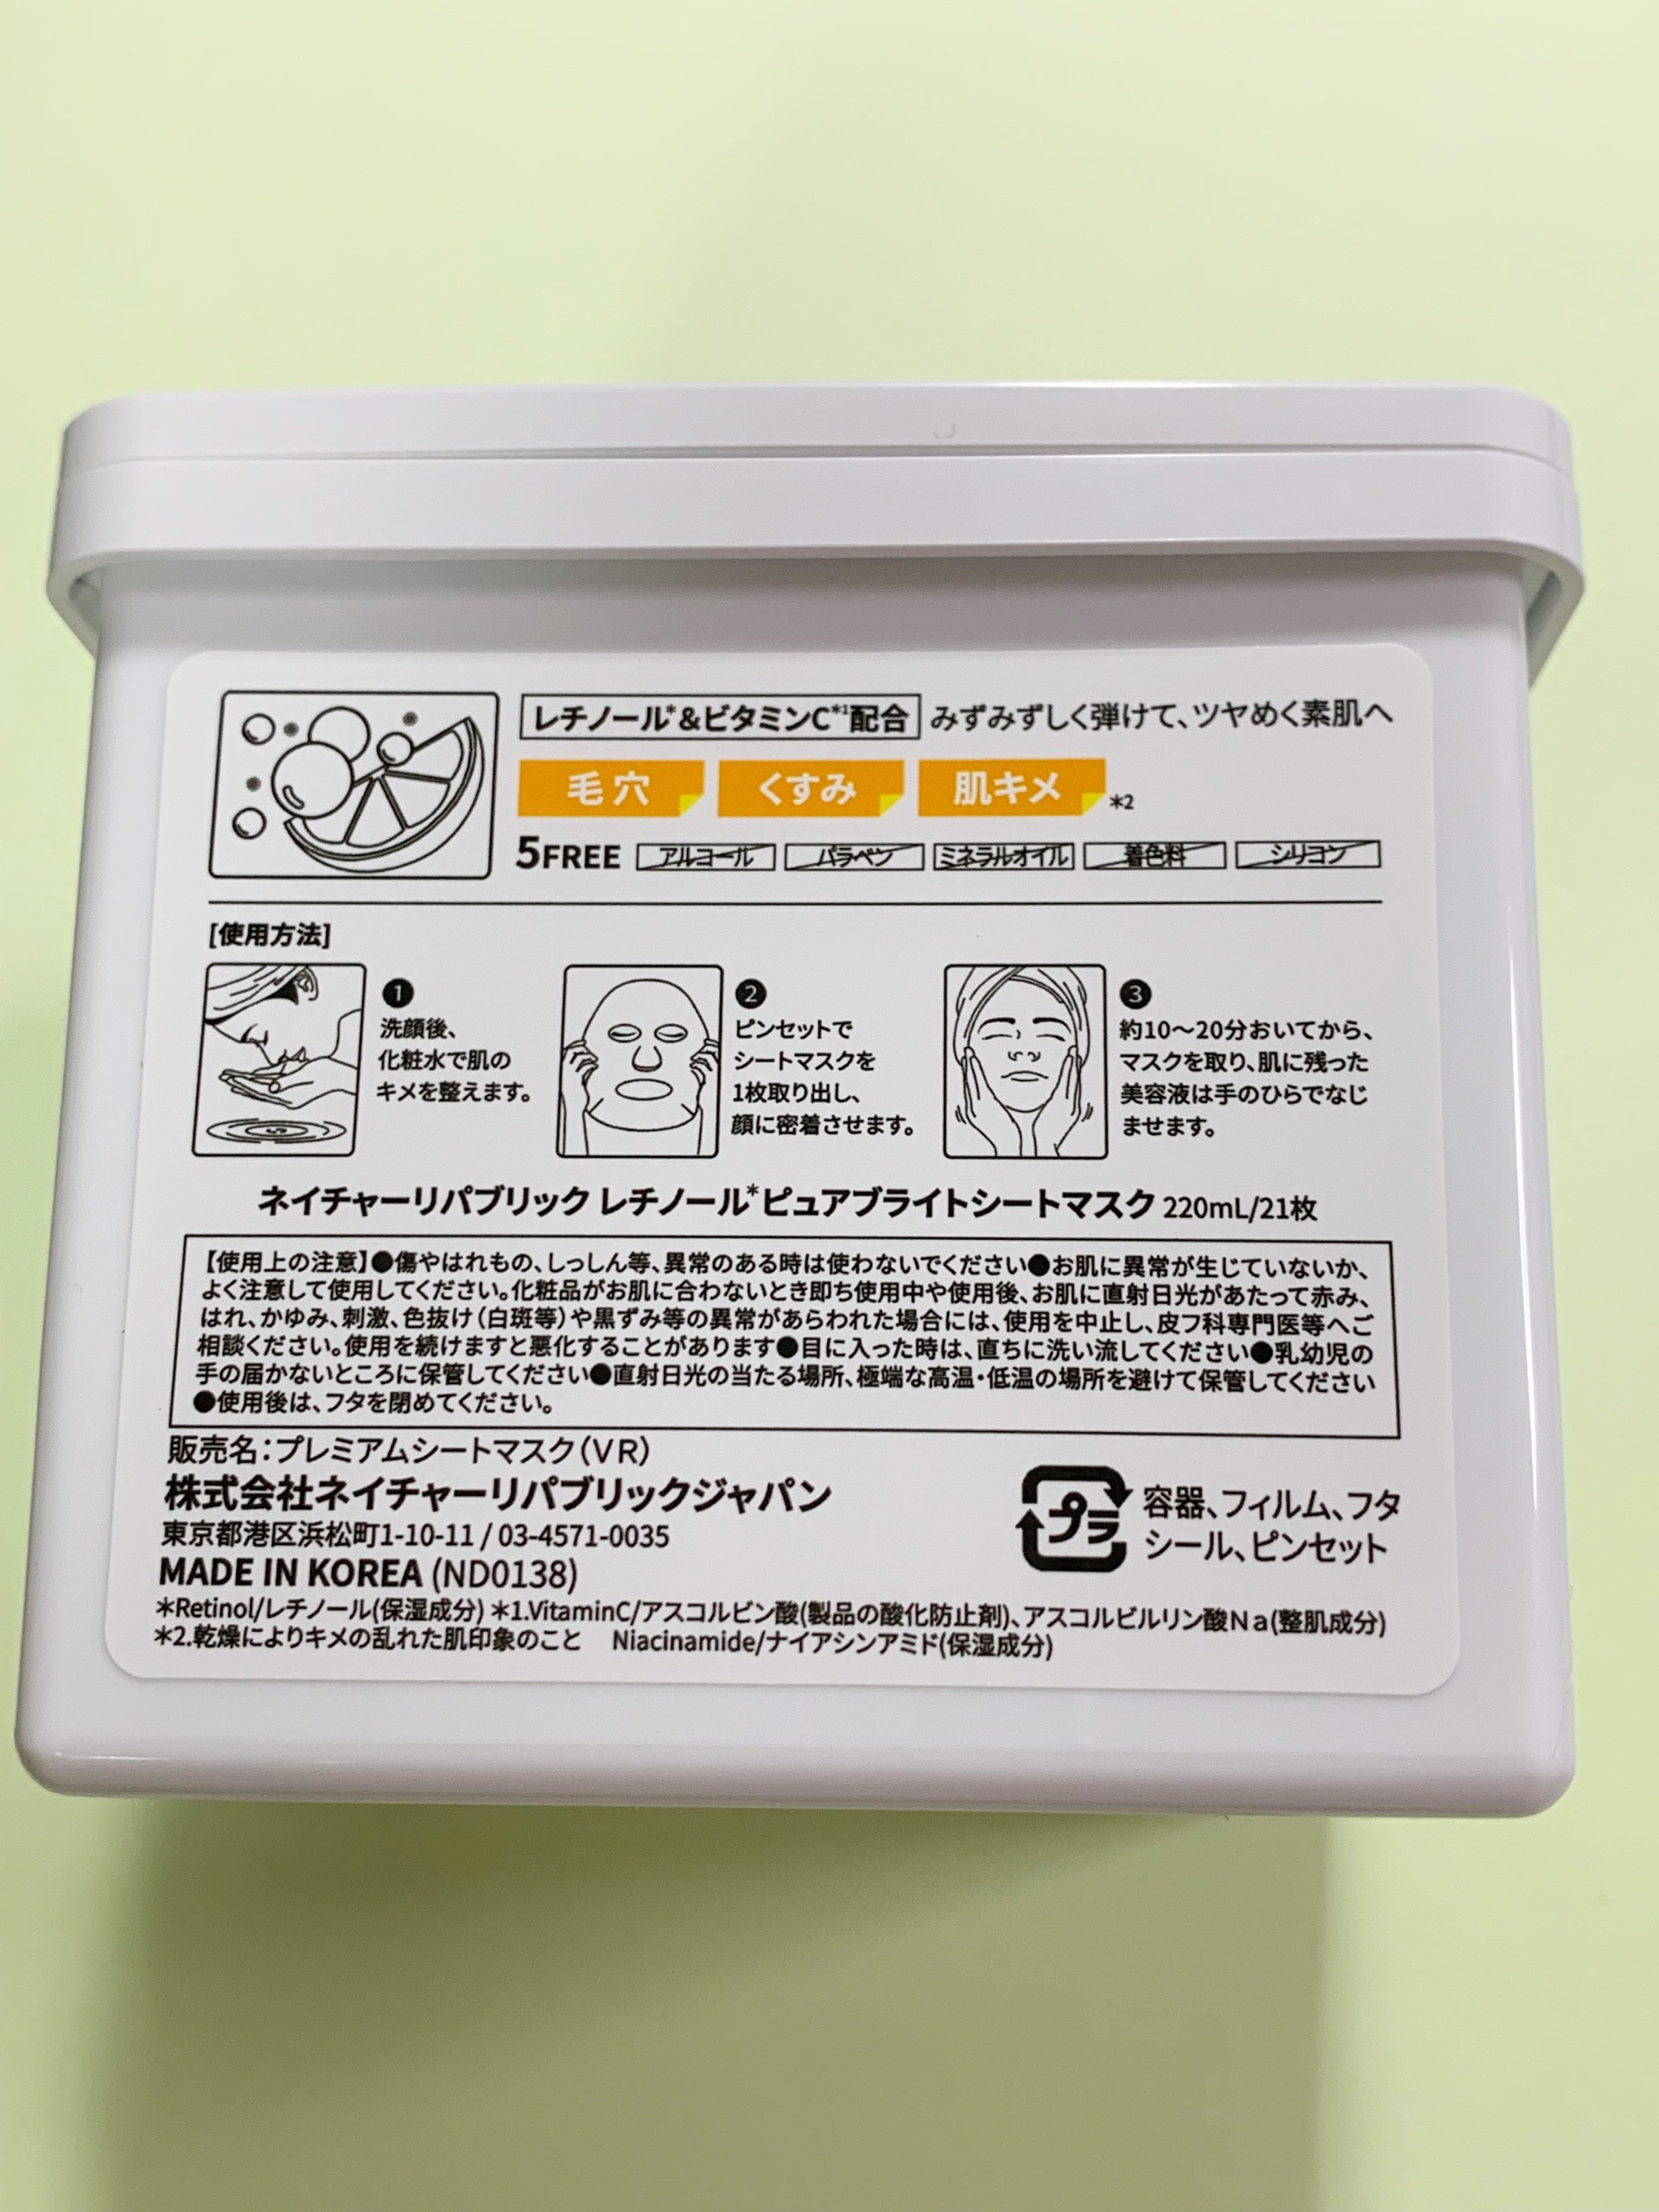 レチノール*&ビタミンC*1配合 みずみずしく弾けて、ツヤめく素肌へ
毛穴 くすみ 肌キメ *2
5FREE アルコール パラベン ミネラルオイル 着色料 シリコン
[使用方法]
1
洗顔後、
化粧水で肌の
キメを整えます。
2
ピンセットで
シートマスクを
1枚取り出し、
顔に密着させます。
3
約10〜20分おいてから、
マスクを取り、肌に残った
美容液は手のひらでなじ
ませます。
ネイチャーリパブリック レチノール*ピュアブライトシートマスク 220mL/21枚
【使用上の注意】●傷やはれもの、しっしん等、異常のある時は使わないでください●お肌に異常が生じていないか、
よく注意して使用してください。化粧品がお肌に合わないとき即ち使用中や使用後、お肌に直射日光があたって赤み、
はれ、かゆみ、刺激、色抜け(白斑等)や黒ずみ等の異常があらわれた場合には、使用を中止し、皮フ科専門医等へご
相談ください。使用を続けますと悪化することがあります●目に入った時は、直ちに洗い流してください●乳幼児の
手の届かないところに保管してください●直射日光の当たる場所、極端な高温・低温の場所を避けて保管してください
●使用後は、フタを閉めてください。
販売名：プレミアムシートマスク(VR)
株式会社ネイチャーリパブリックジャパン
東京都港区浜松町1-10-11 / 03-4571-0035
MADE IN KOREA (ND0138)
プラ
容器、フィルム、フタ
シール、ピンセット
*Retinol/レチノール(保湿成分) *1.VitaminC/アスコルビン酸(製品の酸化防止剤)、アスコルビルリン酸Ｎａ(整肌成分)
*2.乾燥によりキメの乱れた肌印象のこと Niacinamide/ナイアシンアミド(保湿成分)